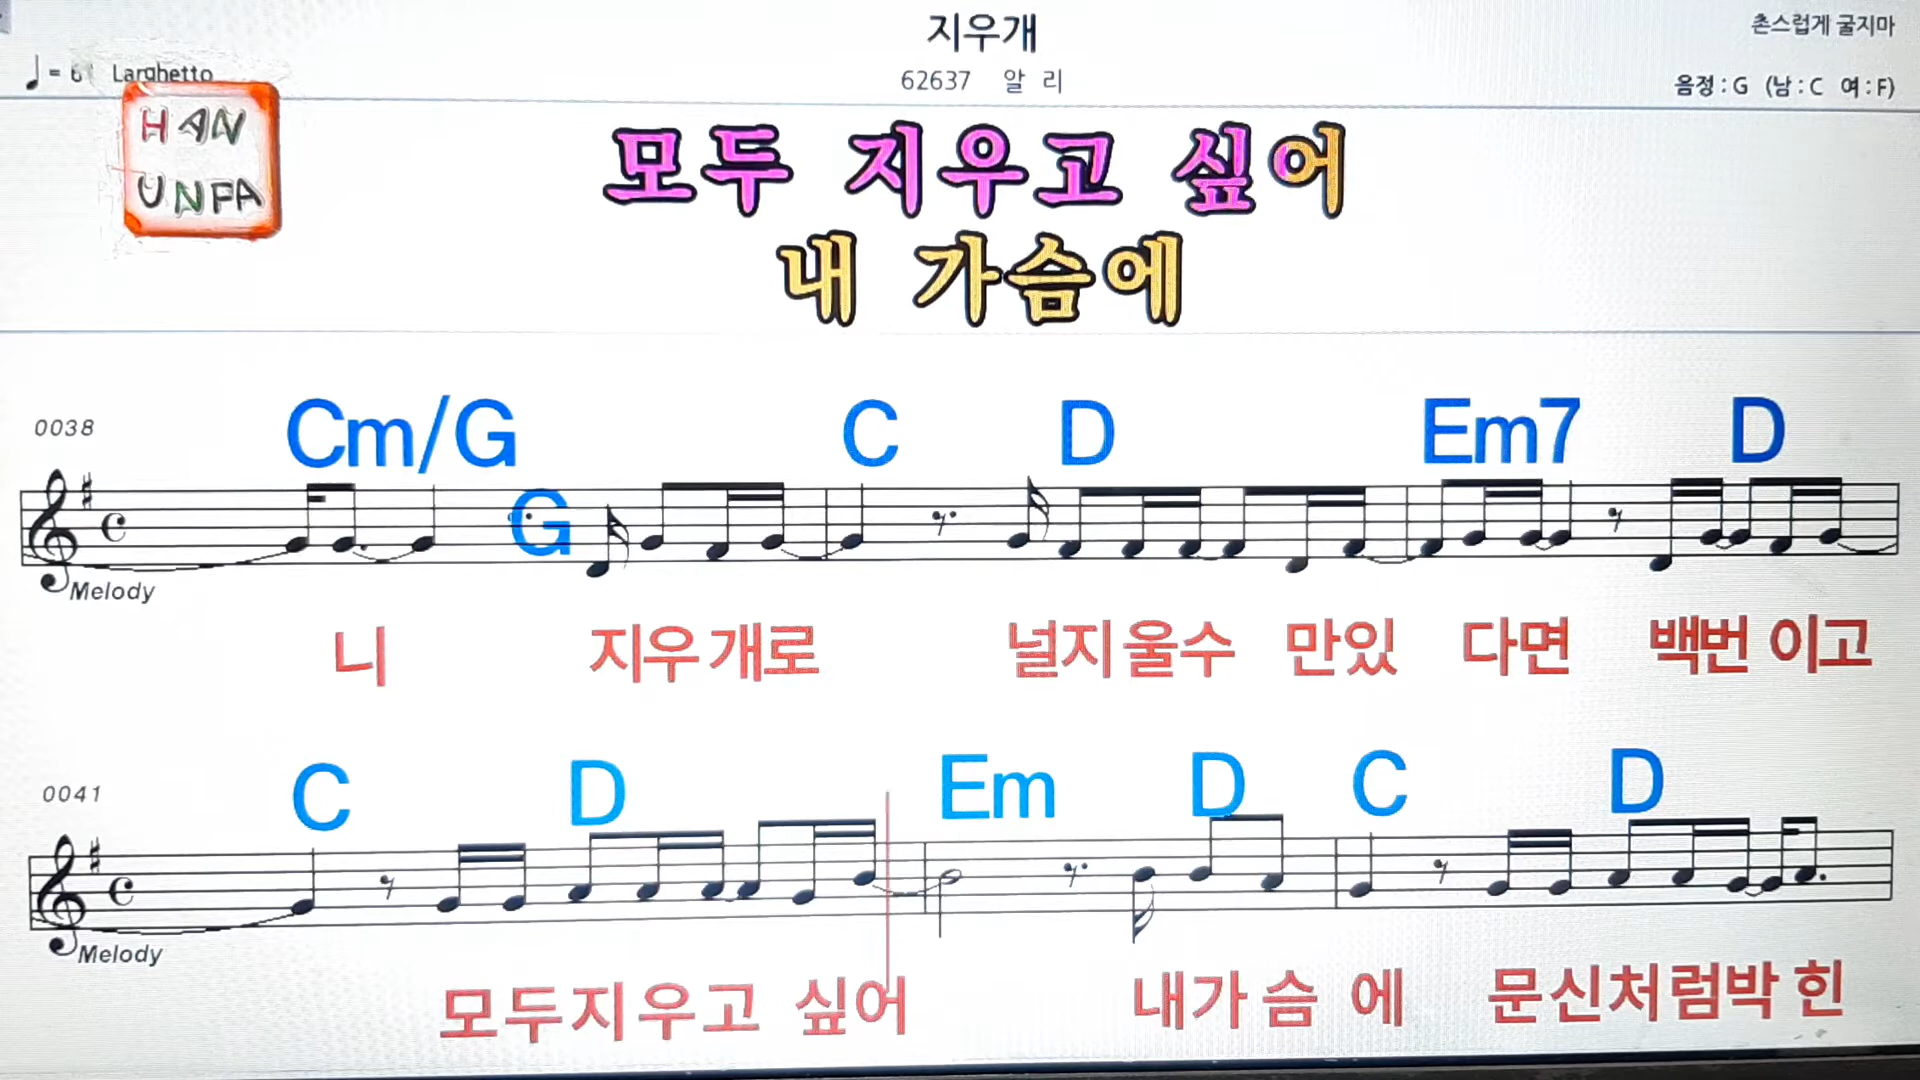 지우개
촌스럽게 굴지마
Larghetto
62637 알 리
음정 : G (남 : C 여 : F)
HAN
UNFA
모두 지우고 싶어
내 가슴에
0038
Cm/G G C D Em7 D
Melody
니 지우개로 널지울수 만있 다면 백번 이고
0041
C D Em D C D
Melody
모두지우고 싶어 내가슴 에 문신처럼박 힌